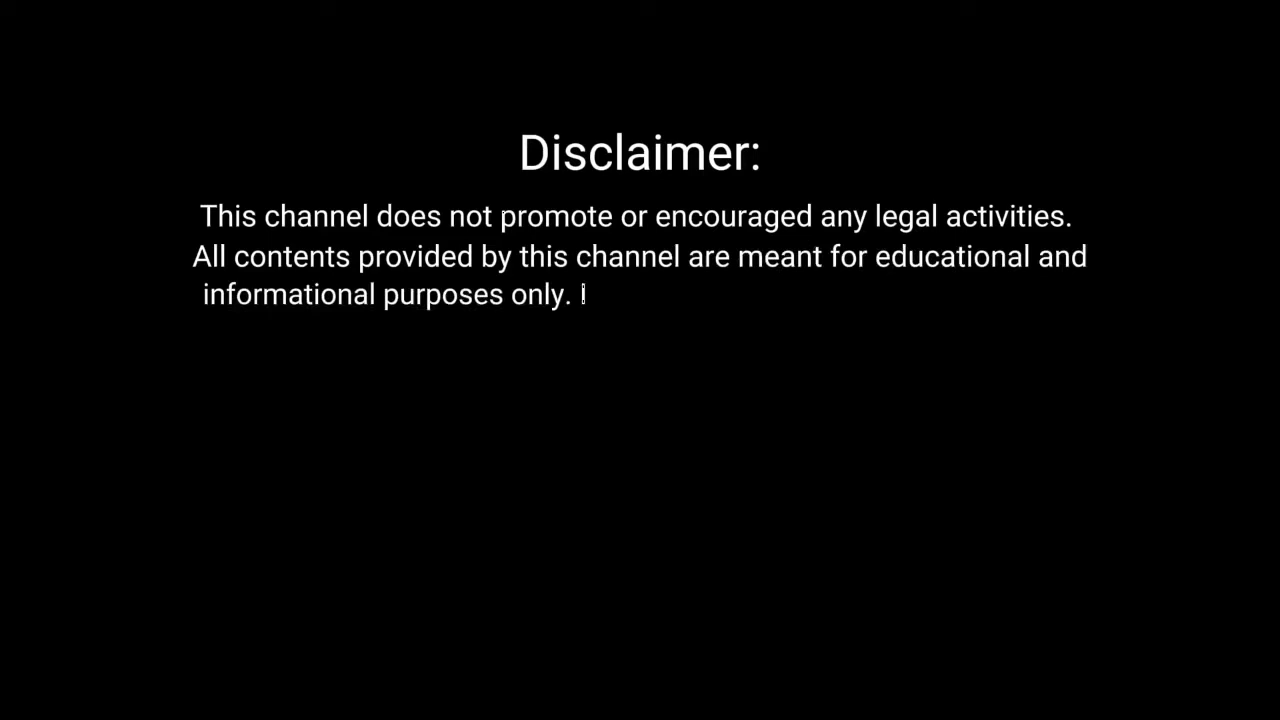 Disclaimer:
This channel does not promote or encouraged any legal activities.
All contents provided by this channel are meant for educational and
informational purposes only.